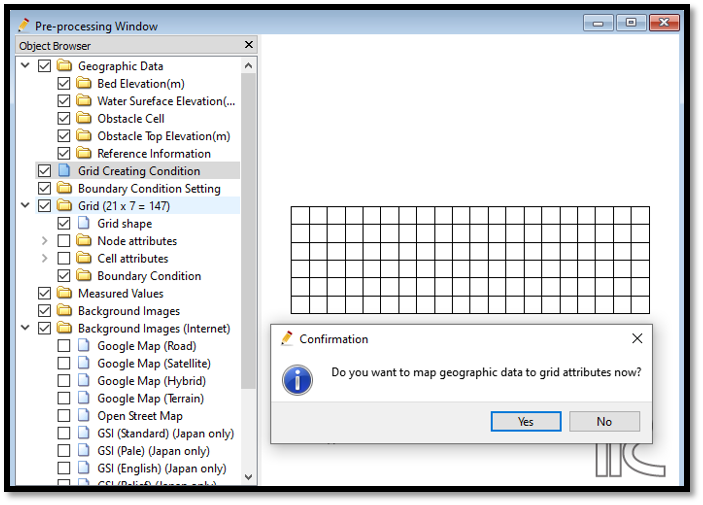 Pre-processing Window
Object Browser
Geographic Data
Bed Elevation(m)
Water Sureface Elevation(...
Obstacle Cell
Obstacle Top Elevation(m)
Reference Information
Grid Creating Condition
Boundary Condition Setting
Grid (21 x 7 = 147)
Grid shape
Node attributes
Cell attributes
Boundary Condition
Measured Values
Background Images
Background Images (Internet)
Google Map (Road)
Google Map (Satellite)
Google Map (Hybrid)
Google Map (Terrain)
Open Street Map
GSI (Standard) (Japan only)
GSI (Pale) (Japan only)
GSI (English) (Japan only)
GSI (Relief) (Japan only)
Confirmation
Do you want to map geographic data to grid attributes now?
Yes
No